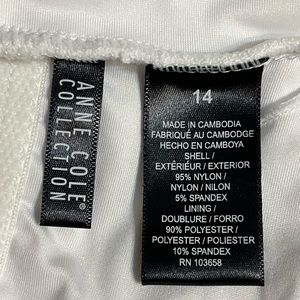 ANNE COLE®
COLLECTION
14
MADE IN CAMBODIA
FABRIQUÉ AU CAMBODGE
HECHO EN CAMBOYA
SHELL /
EXTÉRIEUR / EXTERIOR
95% NYLON /
NYLON / NILON
5% SPANDEX
LINING /
DOUBLURE / FORRO
90% POLYESTER /
POLYESTER / POLIESTER
10% SPANDEX
RN 103658